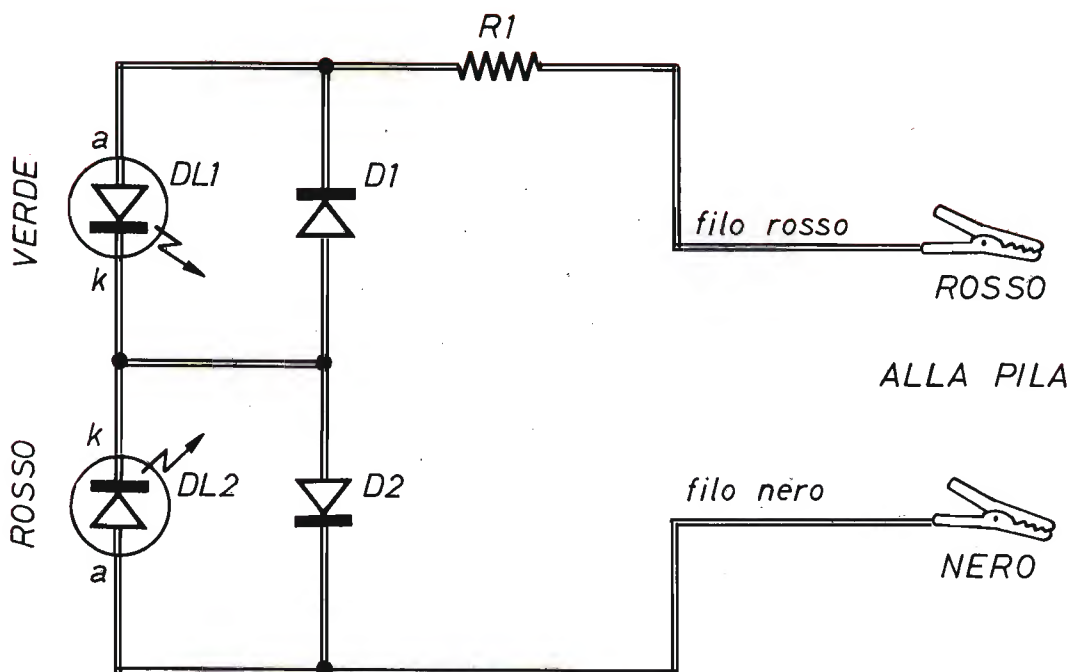 R1
a
DL1
D1
VERDE
k
filo rosso
ROSSO
ALLA PILA
k
DL2
D2
ROSSO
a
filo nero
NERO